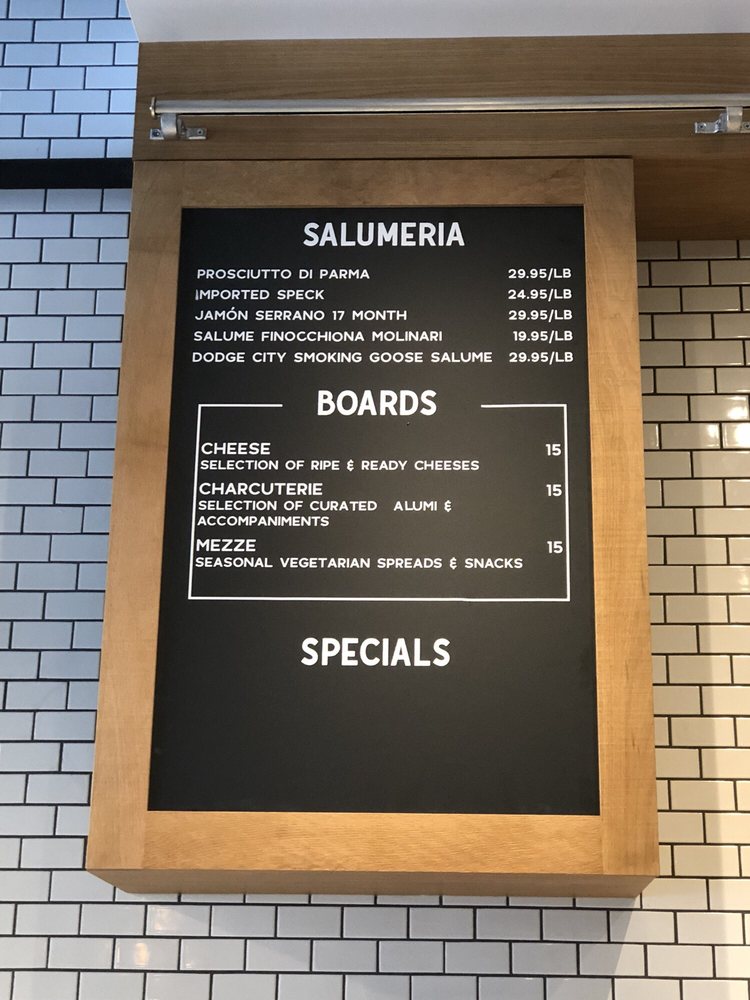 SALUMERIA
PROSCIUTTO DI PARMA 29.95/LB
IMPORTED SPECK 24.95/LB
JAMÓN SERRANO 17 MONTH 29.95/LB
SALUME FINOCCHIONA MOLINARI 19.95/LB
DODGE CITY SMOKING GOOSE SALUME 29.95/LB
BOARDS
CHEESE 15
SELECTION OF RIPE & READY CHEESES
CHARCUTERIE 15
SELECTION OF CURATED ALUMI &
ACCOMPANIMENTS
MEZZE 15
SEASONAL VEGETARIAN SPREADS & SNACKS
SPECIALS